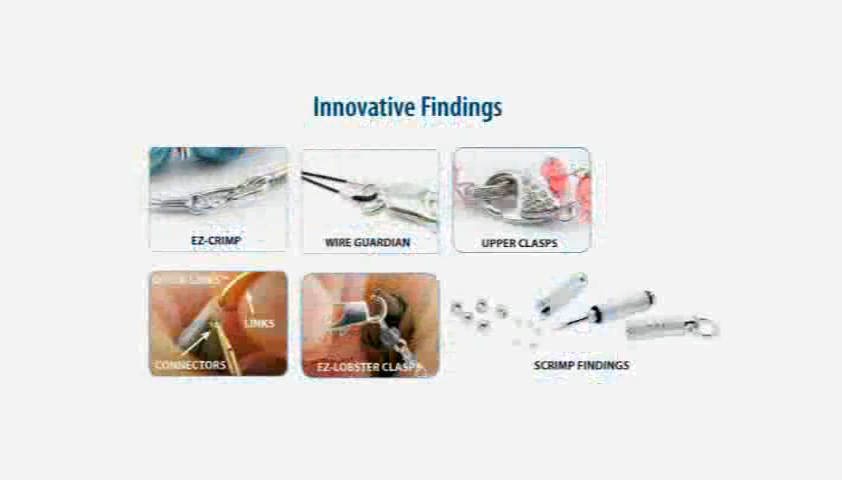 Innovative Findings
EZ-CRIMP
WIRE GUARDIAN
UPPER CLASPS
LINKS
CONNECTORS
EZ-LOBSTER CLASPS
SCRIMP FINDINGS